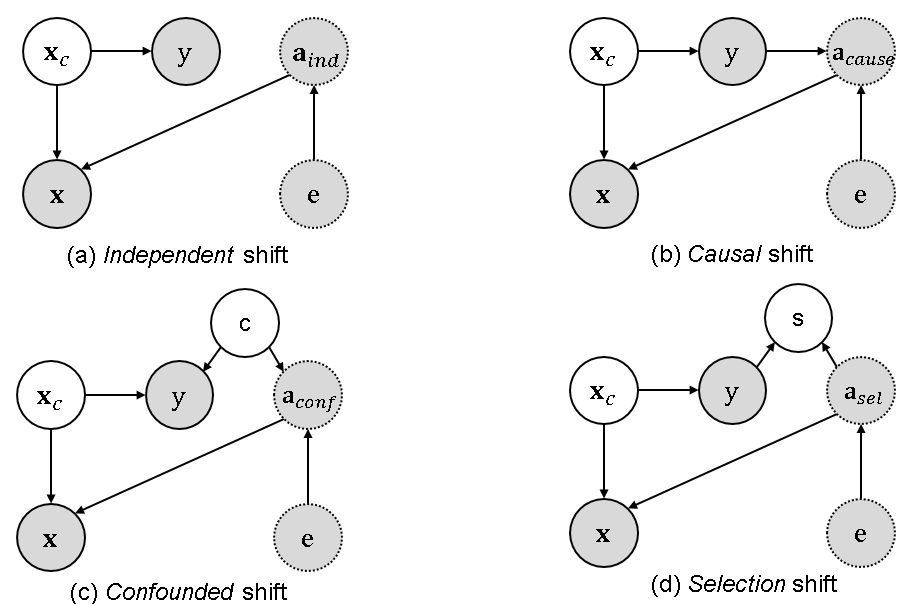 x_c y a_ind x_c y a_cause
x e x e
(a) Independent shift (b) Causal shift
c s
x_c y a_conf x_c y a_sel
x e x e
(c) Confounded shift (d) Selection shift